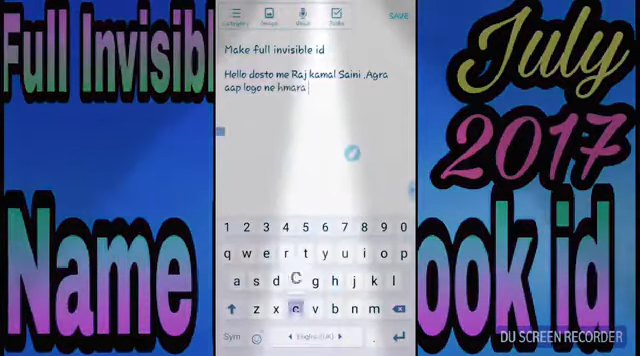 Full Invisibl
Name
Category
Image
Voice
Tasks
SAVE
Make full invisible id
Hello dosto me Raj kamal Saini .Agra
aap logo ne hmara
1 2 3 4 5 6 7 8 9 0
q w e r t y u i o p
a s d C g h j k l
z x c v b n m
Sym
English(UK)
.
July
2017
ook id
DU SCREEN RECORDER